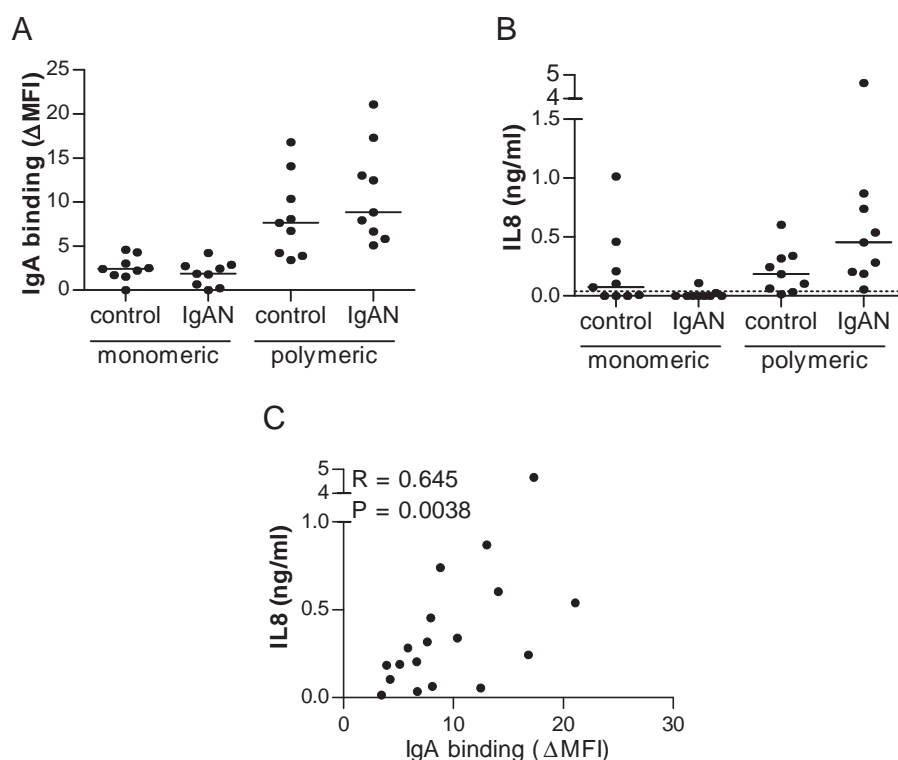 A
IgA binding (ΔMFI)
25
20
15
10
5
0
control IgAN control IgAN
monomeric polymeric
B
IL8 (ng/ml)
5
4
1.5
1.0
0.5
0.0
control IgAN control IgAN
monomeric polymeric
C
R = 0.645
P = 0.0038
IL8 (ng/ml)
5
4
1.0
0.5
0.0
0 10 20 30
IgA binding (ΔMFI)